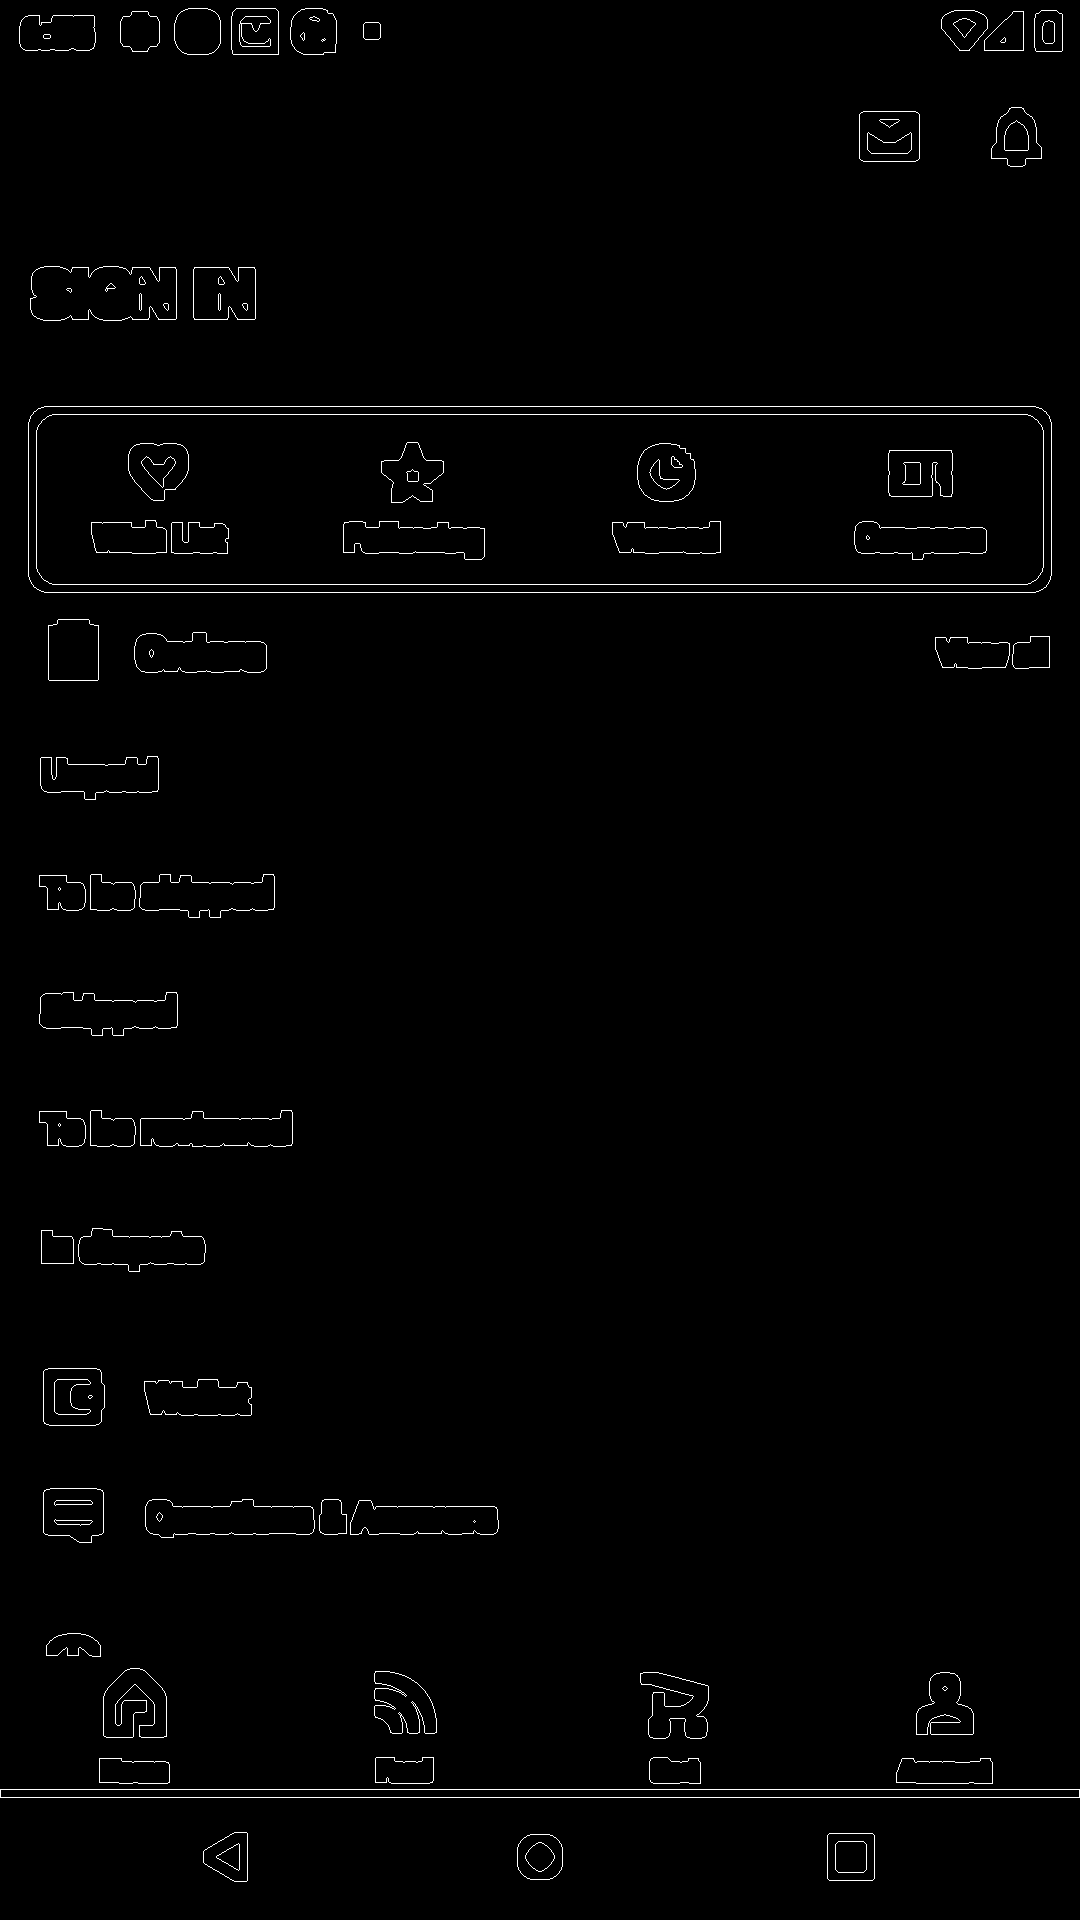 SIGN IN
Wish List
Following
Viewed
Coupons
Orders
View all
Unpaid
To be shipped
Shipped
To be reviewed
In dispute
Wallet
Questions & Answers
Home
Feed
Cart
Account